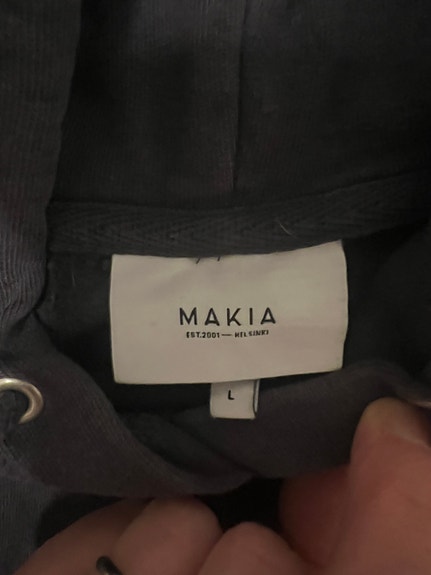 MAKIA
EST.2001 — HELSINKI
L